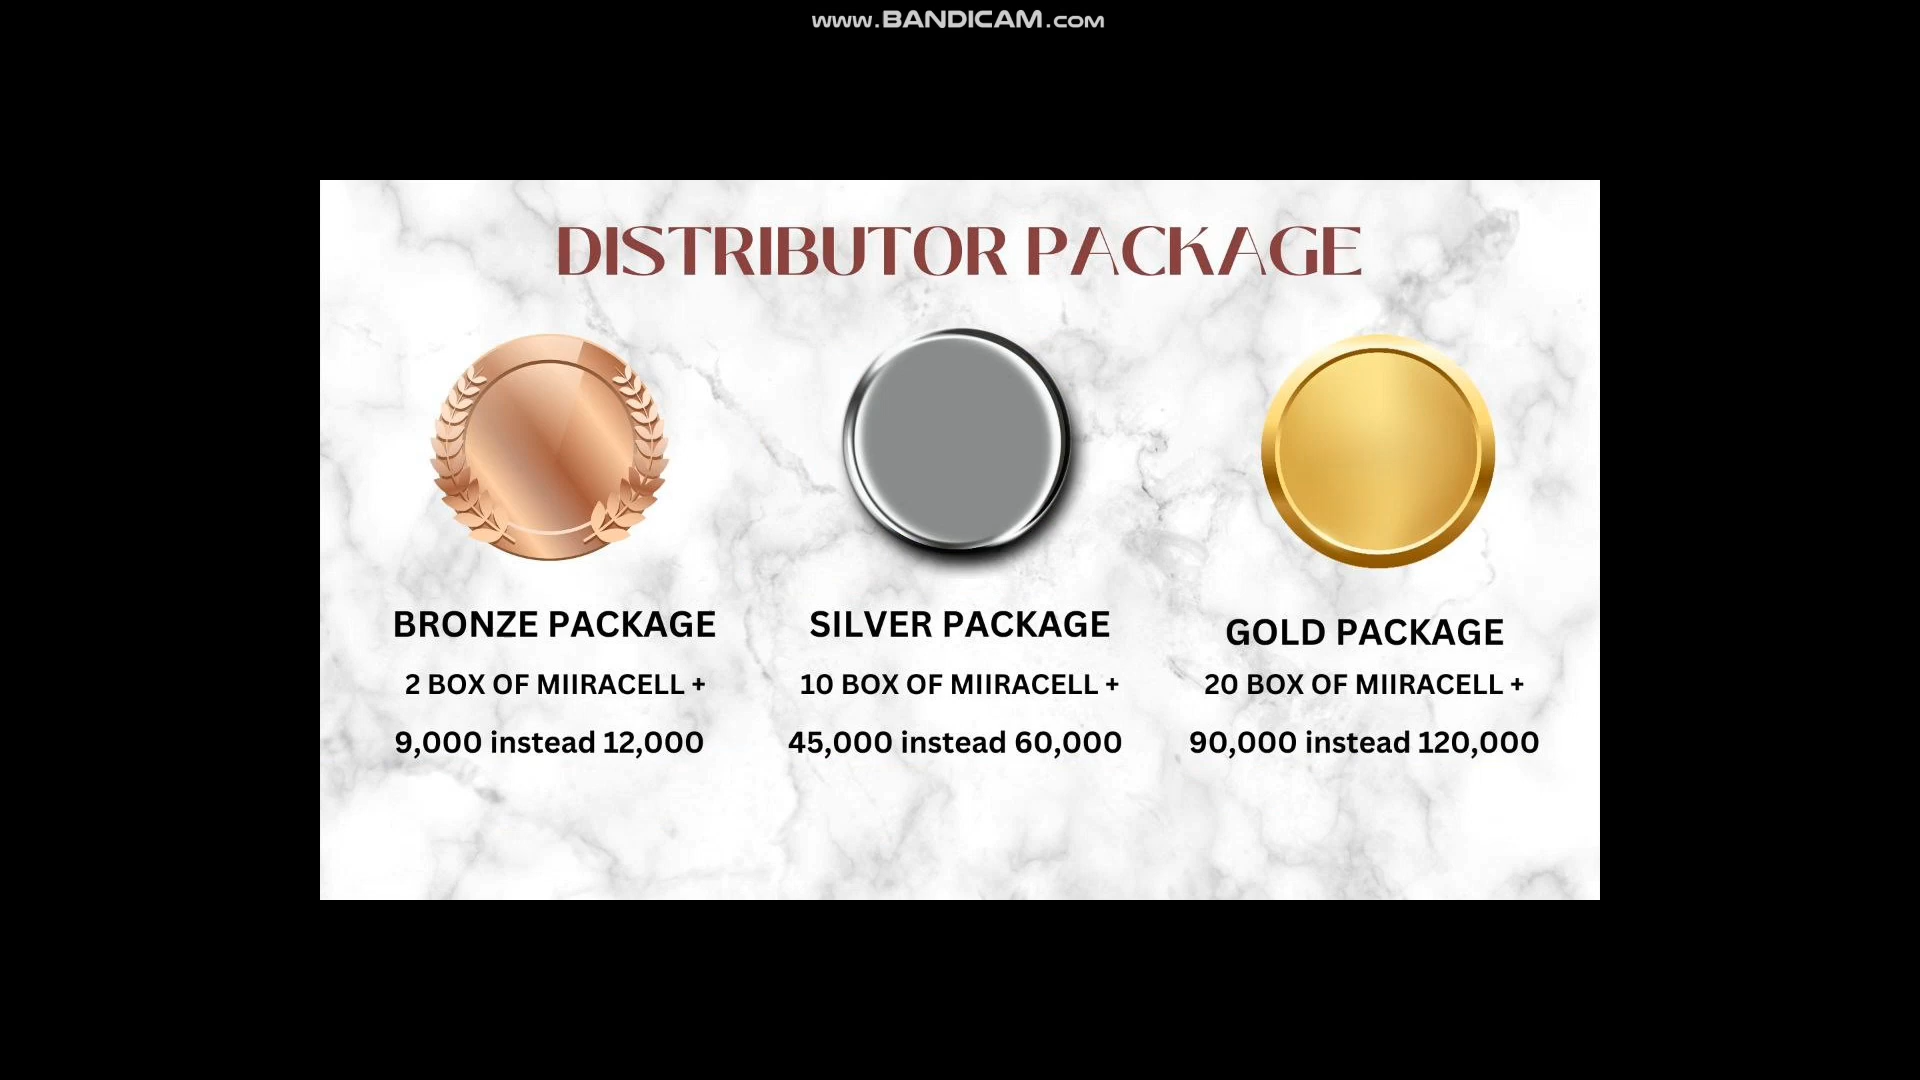 www.BANDICAM.com
DISTRIBUTOR PACKAGE
BRONZE PACKAGE
2 BOX OF MIIRACELL +
9,000 instead 12,000
SILVER PACKAGE
10 BOX OF MIIRACELL +
45,000 instead 60,000
GOLD PACKAGE
20 BOX OF MIIRACELL +
90,000 instead 120,000